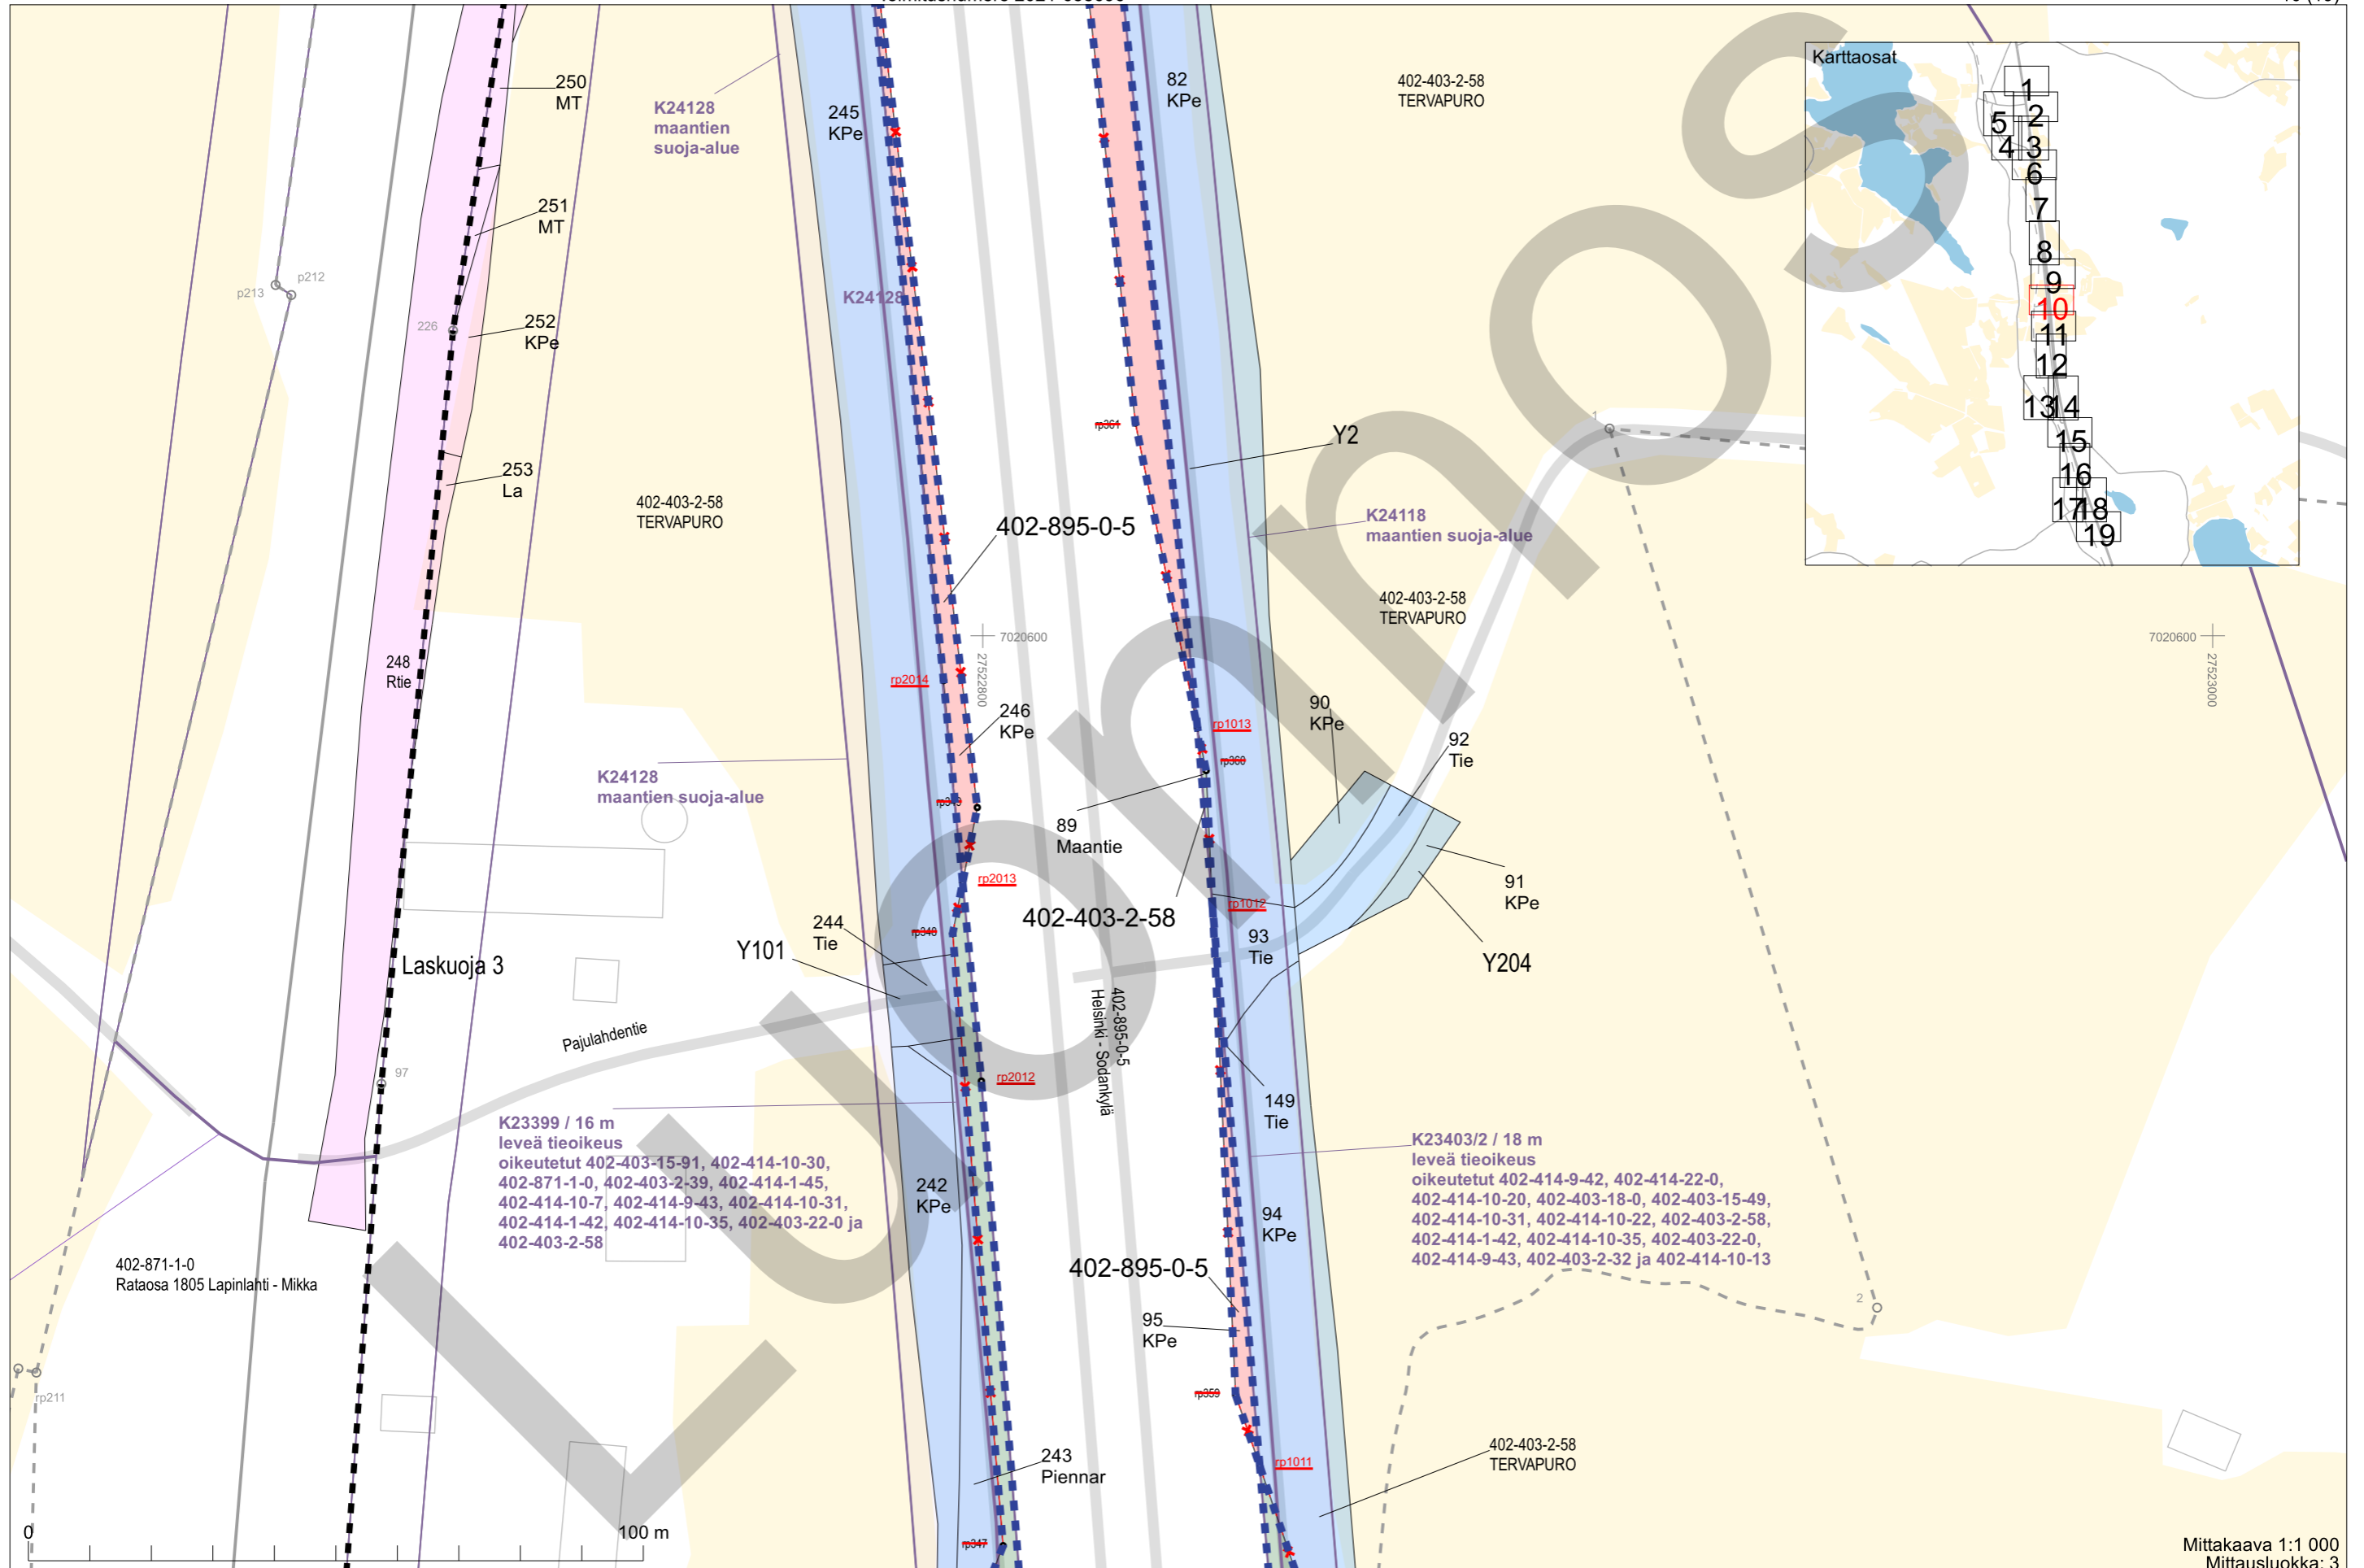 250
MT
K24128
maantien
suoja-alue
245
KPe
82
KPe
402-403-2-58
TERVAPURO
Karttaosat
1
2
5
4
3
6
7
8
9
10
11
12
13
14
15
16
17
18
19
251
MT
p212
p213
K24128
226
252
KPe
rp361
Y2
1
253
La
402-403-2-58
TERVAPURO
402-895-0-5
K24118
maantien suoja-alue
402-403-2-58
TERVAPURO
7020600
27522800
7020600
27523000
248
Rtie
rp2014
246
KPe
rp1013
90
KPe
92
Tie
rp360
K24128
maantien suoja-alue
89
Maantie
rp2013
402-403-2-58
rp1012
91
KPe
244
Tie
rp348
Y101
93
Tie
Y204
Laskuoja 3
Pajulahdentie
402-895-0-5
Helsinki - Sodankylä
97
rp2012
149
Tie
K23399 / 16 m
leveä tieoikeus
oikeutetut 402-403-15-91, 402-414-10-30,
402-871-1-0, 402-403-2-39, 402-414-1-45,
402-414-10-7, 402-414-9-43, 402-414-10-31,
402-414-1-42, 402-414-10-35, 402-403-22-0 ja
402-403-2-58
K23403/2 / 18 m
leveä tieoikeus
oikeutetut 402-414-9-42, 402-414-22-0,
402-414-10-20, 402-403-18-0, 402-403-15-49,
402-414-10-31, 402-414-10-22, 402-403-2-58,
402-414-1-42, 402-414-10-35, 402-403-22-0,
402-414-9-43, 402-403-2-32 ja 402-414-10-13
242
KPe
94
KPe
402-871-1-0
Rataosa 1805 Lapinlahti - Mikka
402-895-0-5
2
95
KPe
rp359
rp211
243
Piennar
rp1011
402-403-2-58
TERVAPURO
rp347
0
100 m
Mittakaava 1:1 000
Mittausluokka: 3
Luonnos